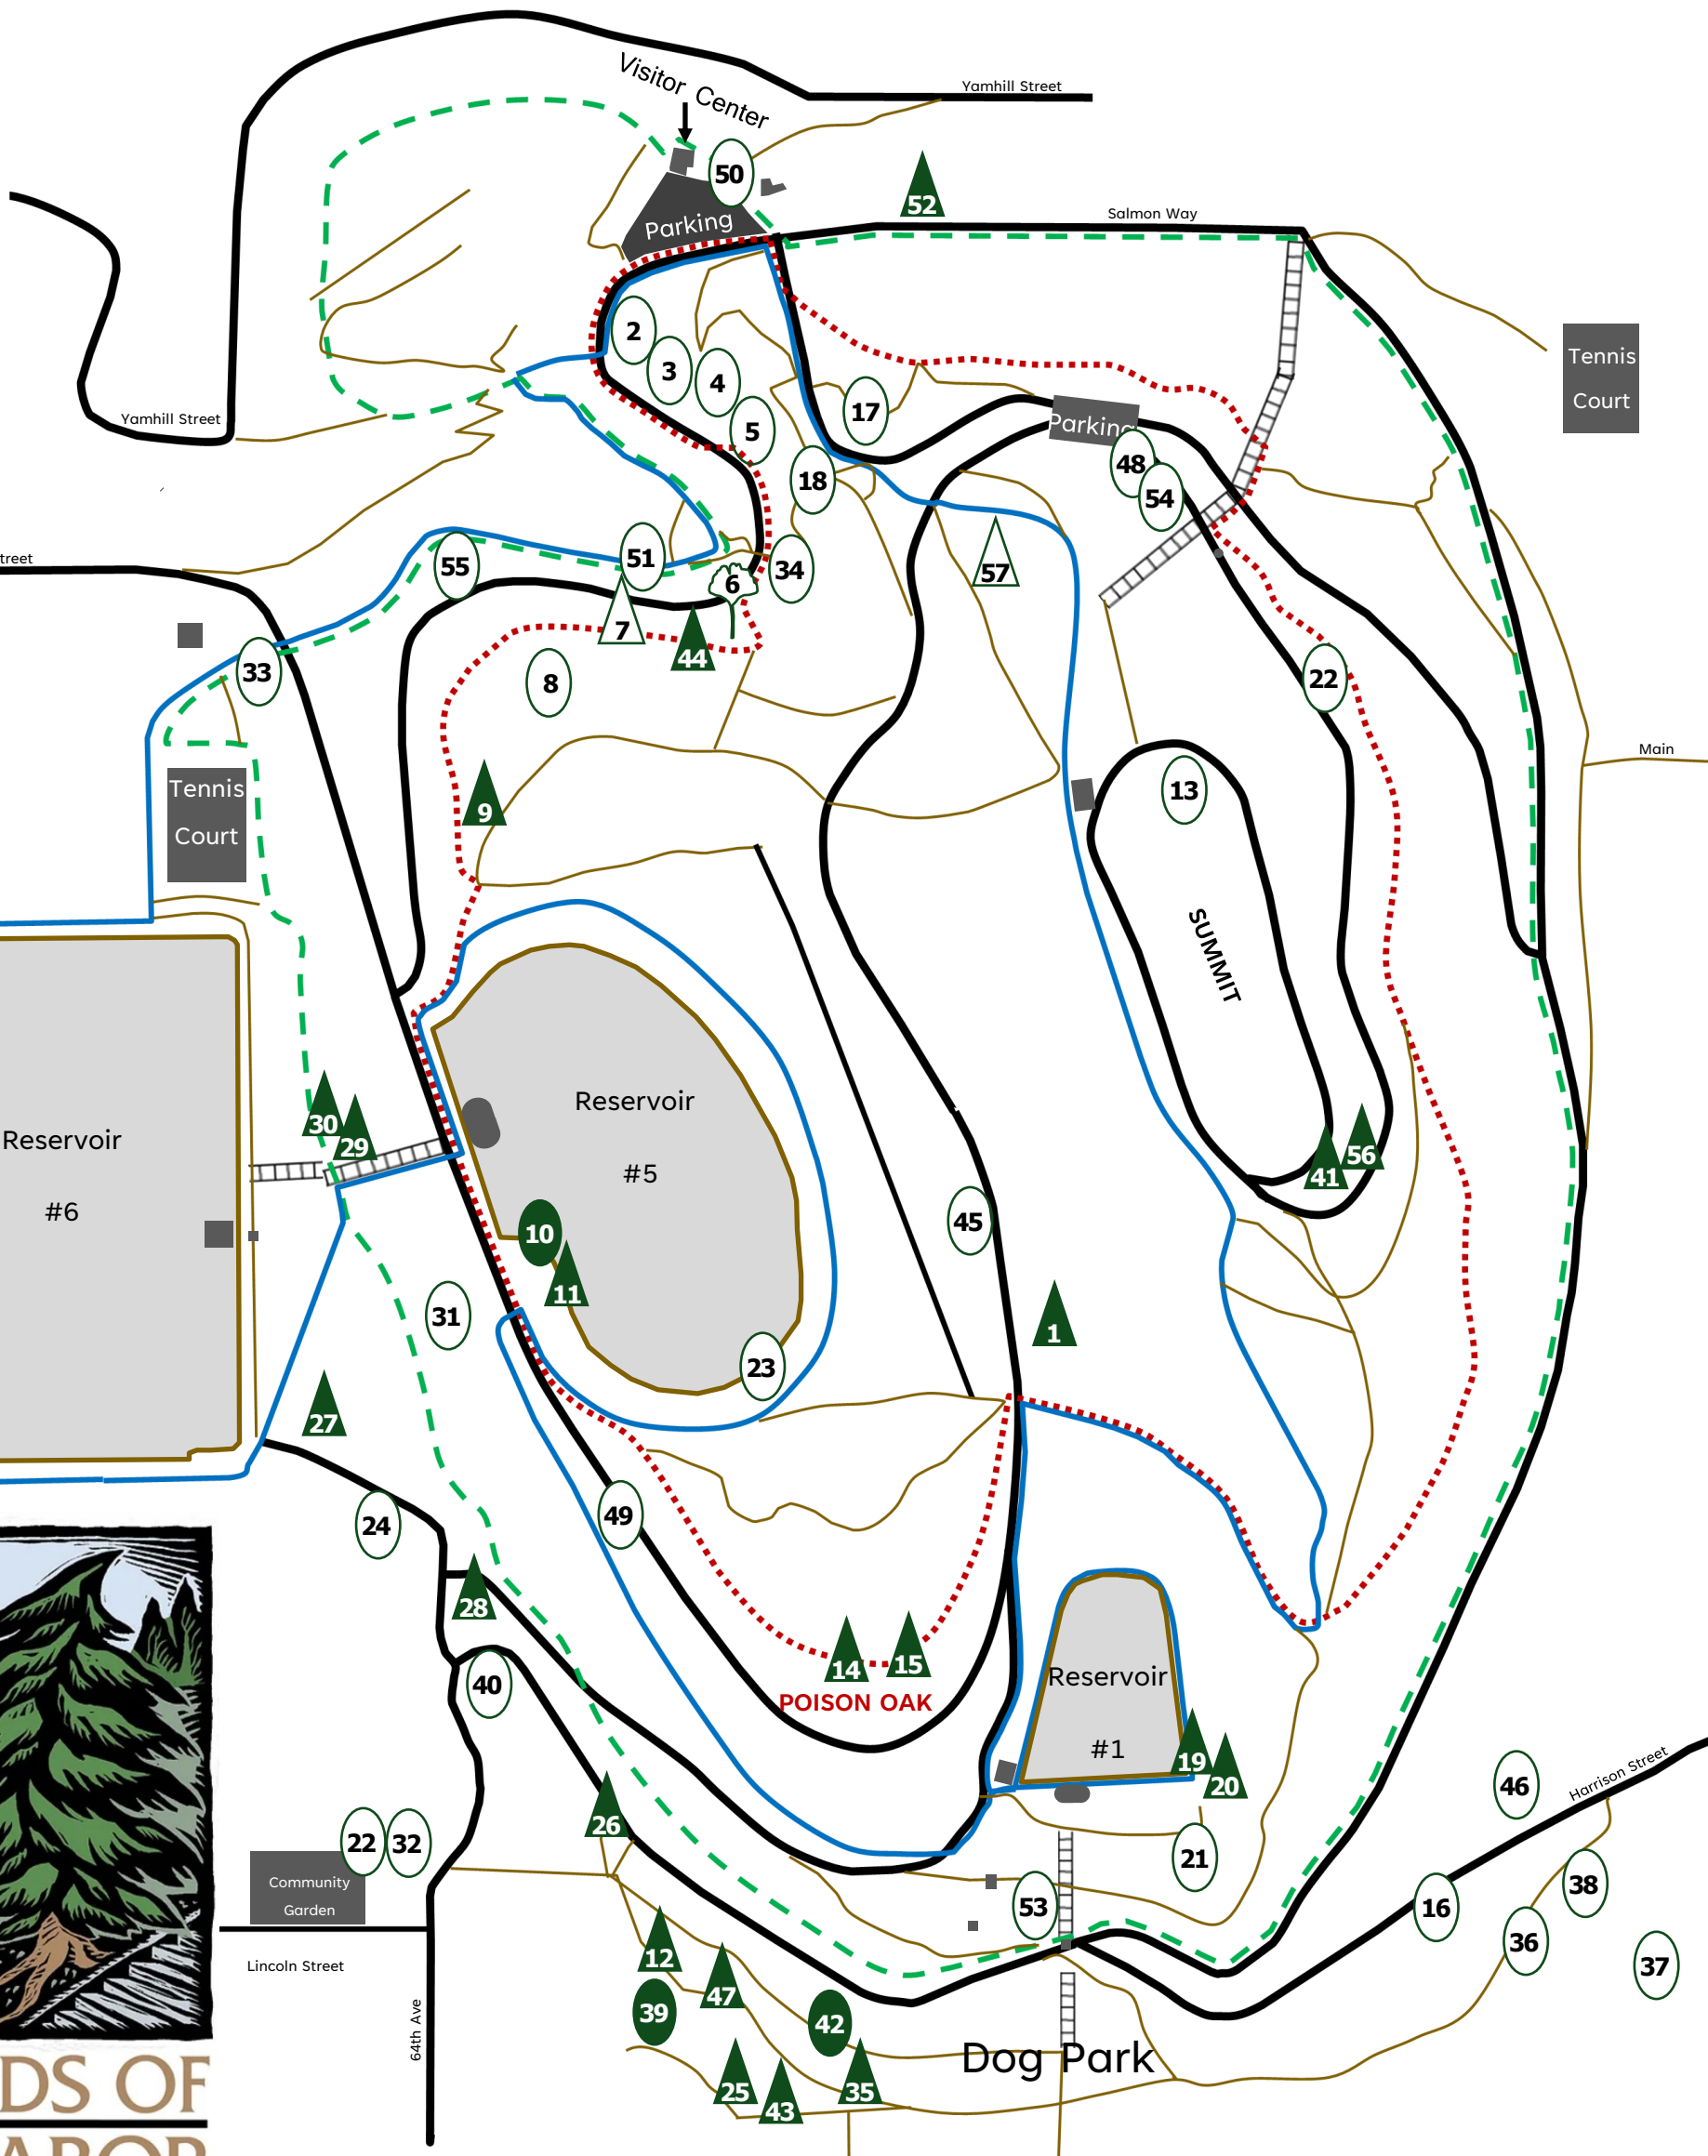 Yamhill Street
Visitor Center
50
Parking
52
Salmon Way
Tennis
Court
2
3
4
5
17
18
Parking
48
54
Yamhill Street
treet
55
51
6
34
57
7
44
33
8
22
Tennis
Court
9
13
Main
SUMMIT
Reservoir
#5
Reservoir
#6
30
29
41
56
10
11
45
31
1
23
27
24
49
28
14
15
POISON OAK
40
Reservoir
#1
19
20
46
Harrison Street
26
22
32
Community
Garden
21
53
16
38
36
37
12
47
39
42
Lincoln Street
64th Ave
Dog Park
25
43
35
DS OF
ABOR